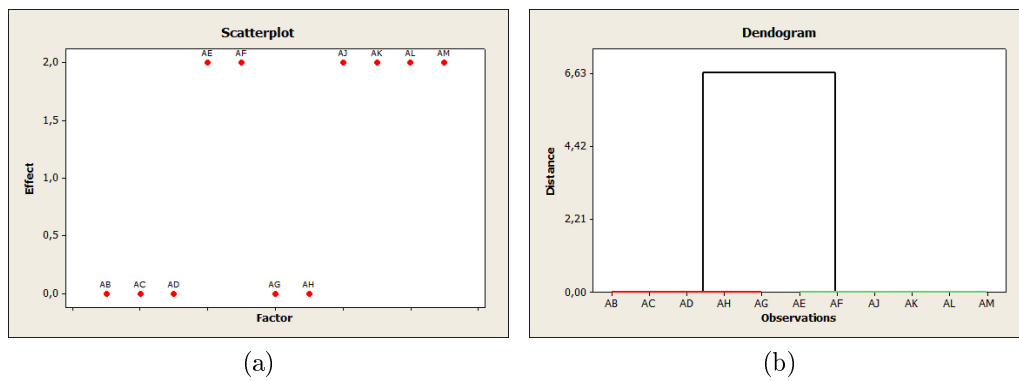 Scatterplot
AE AF AJ AK AL AM
2,0
1,5
1,0
0,5
0,0
AB AC AD AG AH
Effect
Factor
(a)
Dendogram
6,63
4,42
2,21
0,00
Distance
AB AC AD AH AG AE AF AJ AK AL AM
Observations
(b)